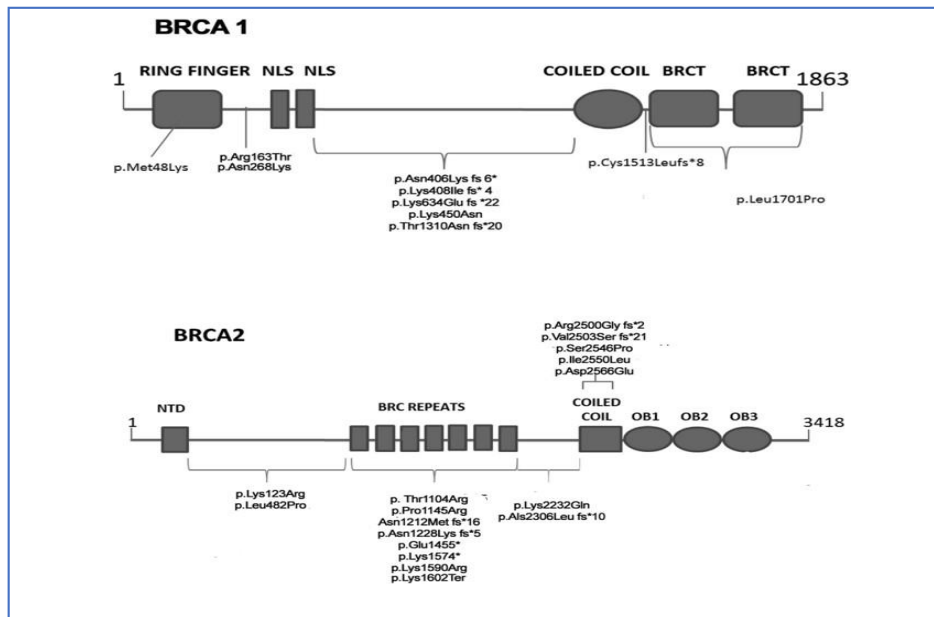 BRCA 1
1 RING FINGER NLS NLS COILED COIL BRCT BRCT 1863
p.Met48Lys
p.Arg163Thr
p.Asn268Lys
p.Asn406Lys fs 6*
p.Lys408Ile fs* 4
p.Lys634Glu fs *22
p.Lys450Asn
p.Thr1310Asn fs*20
p.Cys1513Leufs*8
p.Leu1701Pro
BRCA2
p.Arg2500Gly fs*2
p.Val2503Ser fs*21
p.Ser2546Pro
p.Ile2550Leu
p.Asp2566Glu
1 NTD BRC REPEATS COILED
COIL OB1 OB2 OB3 3418
p.Lys123Arg
p.Leu482Pro
p. Thr1104Arg
p.Pro1145Arg
Asn1212Met fs*16
p.Asn1228Lys fs*5
p.Glu1455*
p.Lys1574*
p.Lys1590Arg
p.Lys1602Ter
p.Lys2232Gln
p.Als2306Leu fs*10